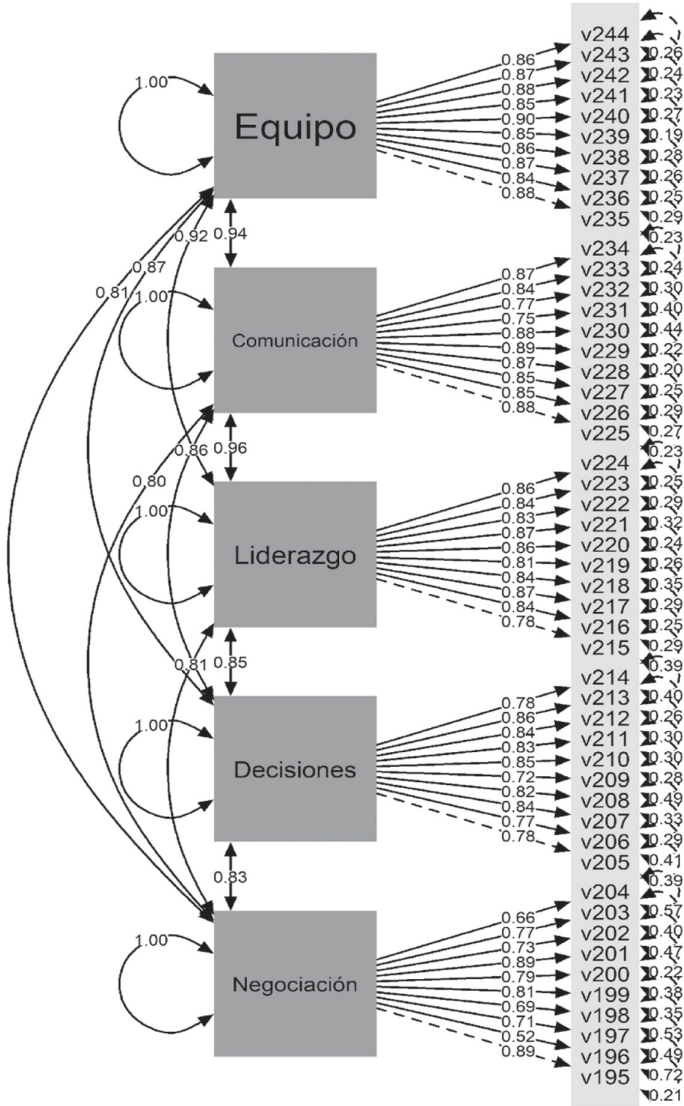 v244
0.26
0.86
v243
1.00
0.87
0.24
v242
0.88
0.23
v241
0.85
0.27
Equipo
v240
0.90
0.19
v239
0.85
0.28
v238
0.86
0.26
v237
0.87
0.25
v236
0.84
0.29
v235
0.88
0.23
0.92
0.94
v234
0.87
0.24
0.87
v233
0.84
0.30
0.81
1.00
v232
0.77
0.40
v231
0.75
0.44
Comunicación
v230
0.88
0.22
v229
0.89
0.20
v228
0.87
0.25
v227
0.85
0.29
v226
0.85
0.27
v225
0.88
0.23
0.86
0.96
v224
0.86
0.25
0.80
v223
0.84
0.29
1.00
v222
0.83
0.32
v221
0.87
0.24
Liderazgo
v220
0.86
0.26
v219
0.81
0.35
v218
0.84
0.29
v217
0.87
0.25
v216
0.84
0.29
v215
0.78
0.39
0.81
0.85
v214
0.78
0.40
v213
0.86
0.26
1.00
v212
0.84
0.30
v211
0.83
0.30
Decisiones
v210
0.85
0.28
v209
0.72
0.49
v208
0.82
0.33
v207
0.84
0.29
v206
0.77
0.41
v205
0.78
0.39
0.83
v204
0.66
0.57
v203
0.77
0.40
1.00
v202
0.73
0.47
v201
0.89
0.22
Negociación
v200
0.79
0.38
v199
0.81
0.35
v198
0.69
0.53
v197
0.71
0.49
v196
0.52
0.72
v195
0.89
0.21